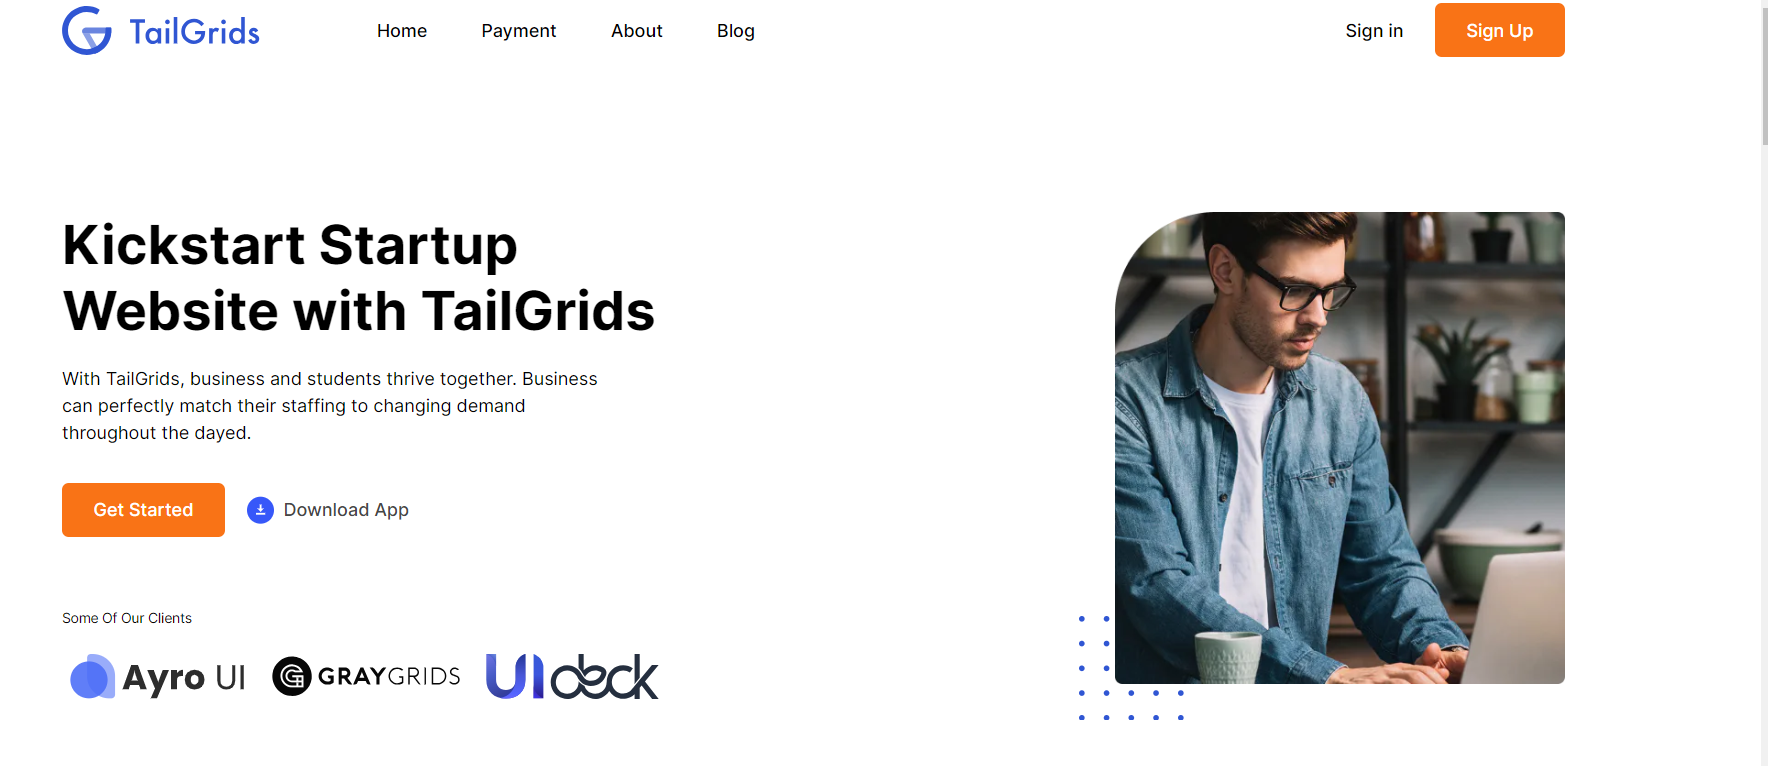 TailGrids
Home
Payment
About
Blog
Sign in
Sign Up
Kickstart Startup
Website with TailGrids
With TailGrids, business and students thrive together. Business
can perfectly match their staffing to changing demand
throughout the dayed.
Get Started
Download App
Some Of Our Clients
Ayro UI
GRAYGRIDS
UIdeck